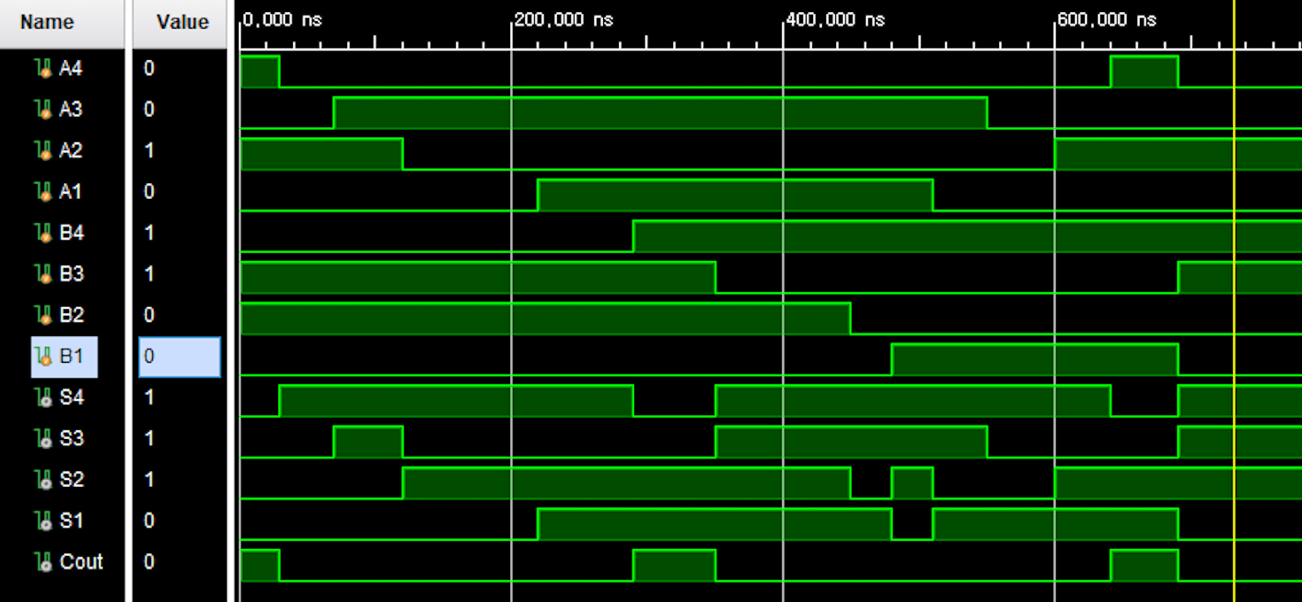 Name Value 0,000 ns 200,000 ns 400,000 ns 600,000 ns
A4 0
A3 0
A2 1
A1 0
B4 1
B3 1
B2 0
B1 0
S4 1
S3 1
S2 1
S1 0
Cout 0